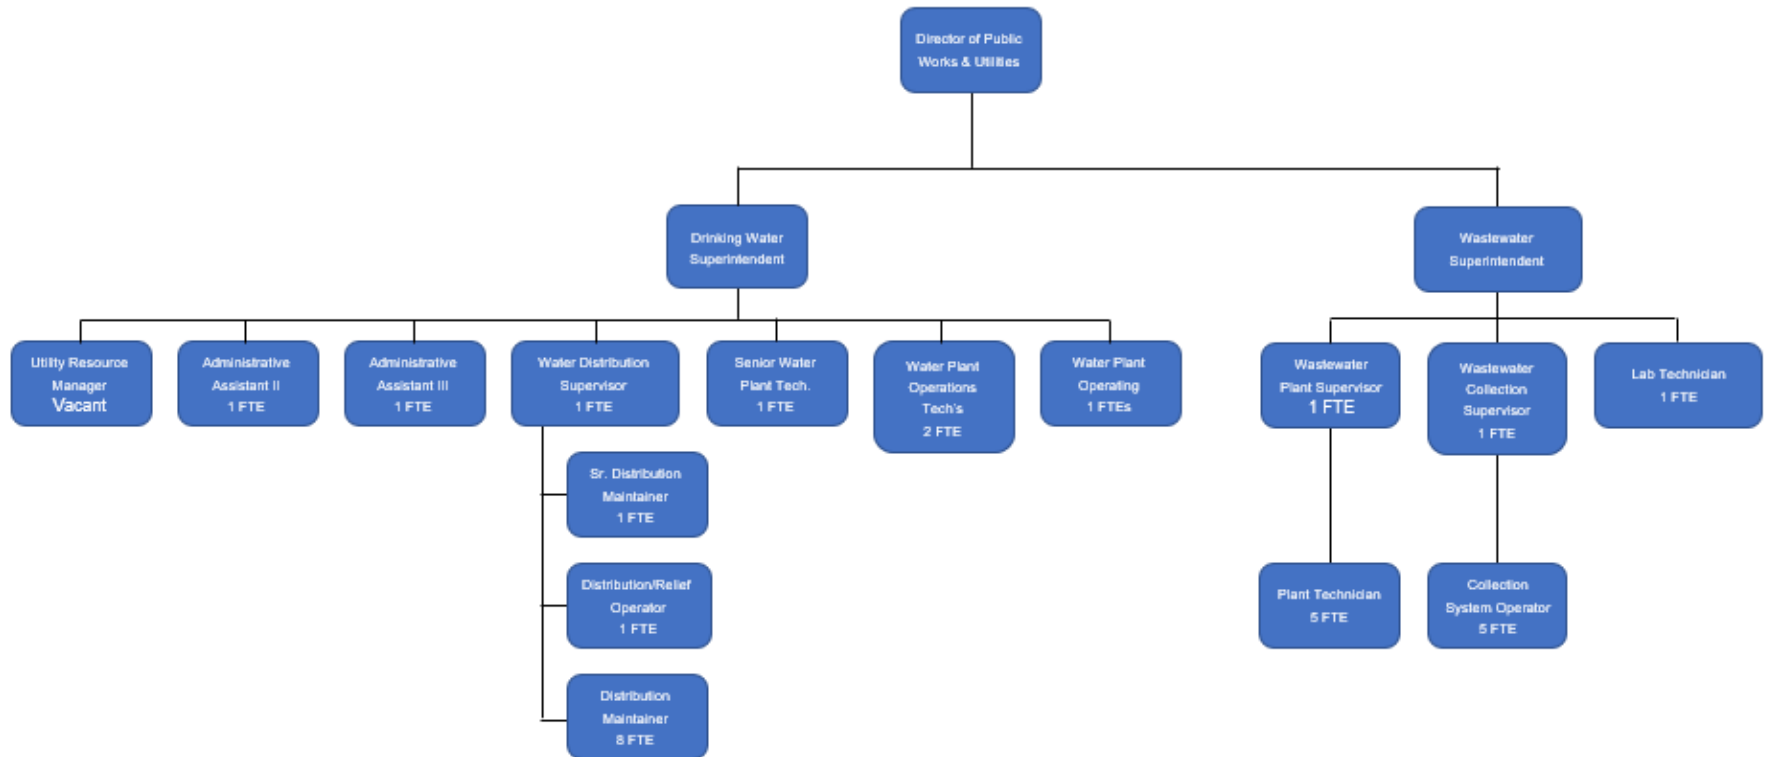 Director of Public
Works & Utilities
Drinking Water
Superintendent
Wastewater
Superintendent
Utility Resource
Manager
Vacant
Administrative
Assistant II
1 FTE
Administrative
Assistant III
1 FTE
Water Distribution
Supervisor
1 FTE
Senior Water
Plant Tech.
1 FTE
Water Plant
Operations
Tech's
2 FTE
Water Plant
Operating
1 FTEs
Wastewater
Plant Supervisor
1 FTE
Wastewater
Collection
Supervisor
1 FTE
Lab Technician
1 FTE
Sr. Distribution
Maintainer
1 FTE
Distribution/Relief
Operator
1 FTE
Distribution
Maintainer
8 FTE
Plant Technician
5 FTE
Collection
System Operator
5 FTE